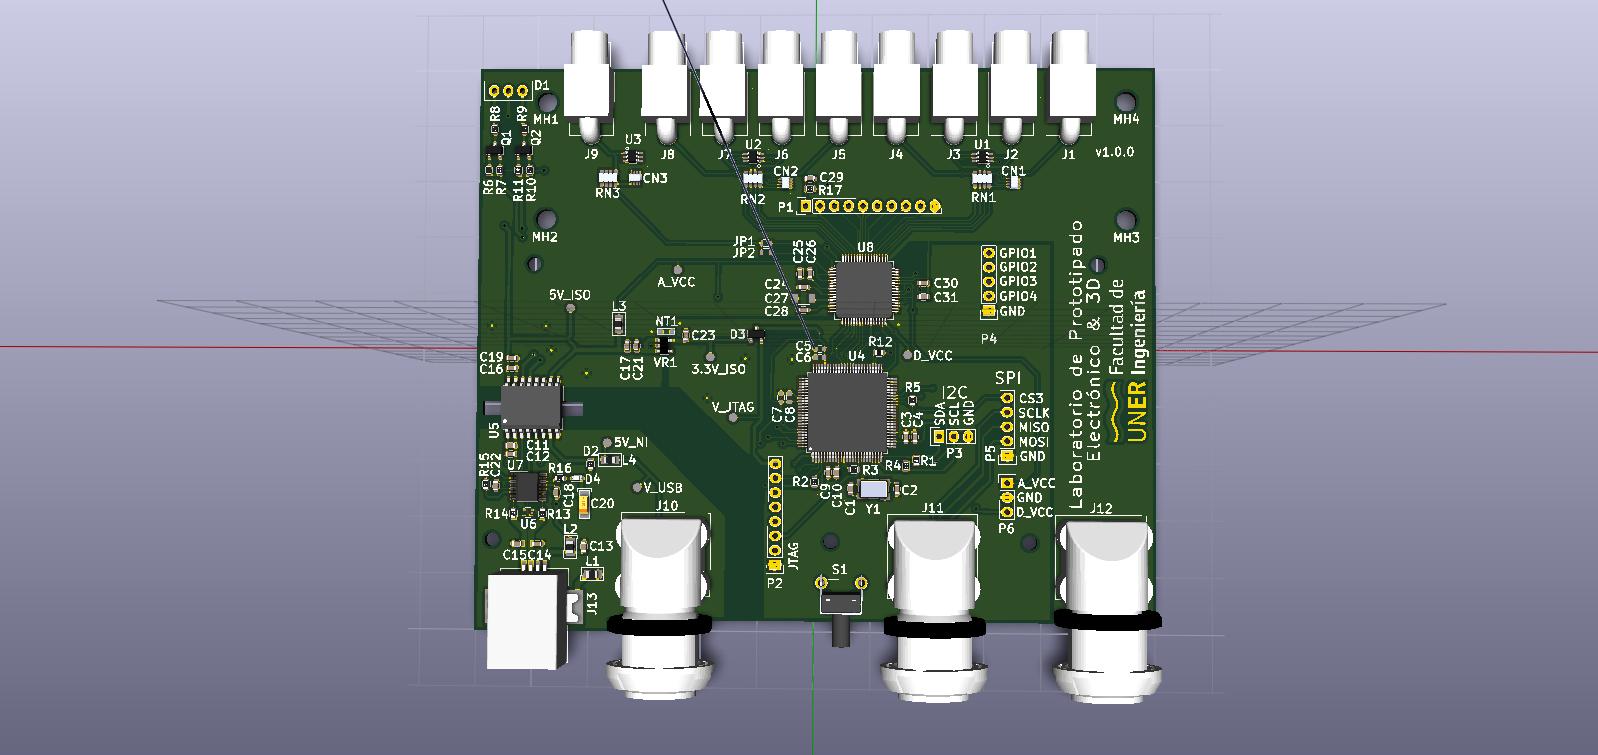 D1
R8
R9
Q1
Q2
MH1
R6
R7
R11
R10
J9
U3
J8
J7
U2
J6
J5
J4
J3
U1
J2
J1
MH4
v1.0.0
RN3
CN3
RN2
CN2
C29
R17
RN1
CN1
P1
MH2
MH3
JP1
JP2
C25
C26
U8
C24
C27
C28
C30
C31
GPIO1
GPIO2
GPIO3
GPIO4
GND
P4
A_VCC
5V_ISO
L3
NT1
C23
C17
C21
VR1
D3
3.3V_ISO
C5
C6
U4
R12
D_VCC
C19
C16
U5
C11
C12
V_JTAG
C7
C8
R5
C3
C4
I2C
SDA
SCL
GND
P3
SPI
CS3
SCLK
MISO
MOSI
GND
P5
A_VCC
GND
D_VCC
P6
Laboratorio de Prototipado
Electrónico & 3D
Facultad de
Ingeniería
UNER
5V_NI
D2
L4
R15
C22
U7
R16
D4
C18
C20
R14
U6
R13
V_USB
L2
C13
C15
C14
L1
J13
J10
P2
JTAG
R2
C9
C10
C1
R3
R4
R1
Y1
C2
S1
J11
J12